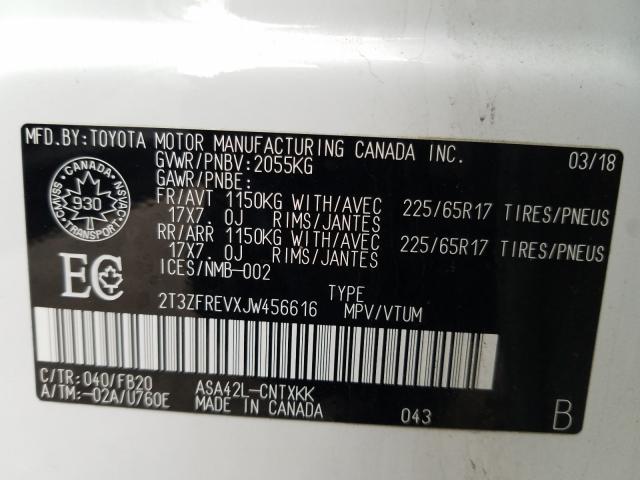 MFD.BY:TOYOTA MOTOR MANUFACTURING CANADA INC. 03/18
GVWR/PNBV:2055KG
GAWR/PNBE:
FR/AVT 1150KG WITH/AVEC 225/65R17 TIRES/PNEUS
17X7.0J RIMS/JANTES
RR/ARR 1150KG WITH/AVEC 225/65R17 TIRES/PNEUS
17X7.0J RIMS/JANTES
ICES/NMB-002
CANADA
CMVSS 930 NSVAC
TRANSPORT
EC
TYPE
2T3ZFREVXJW456616 MPV/VTUM
C/TR:040/FB20 ASA42L-CNTXKK
A/TM:-02A/U760E MADE IN CANADA 043 B